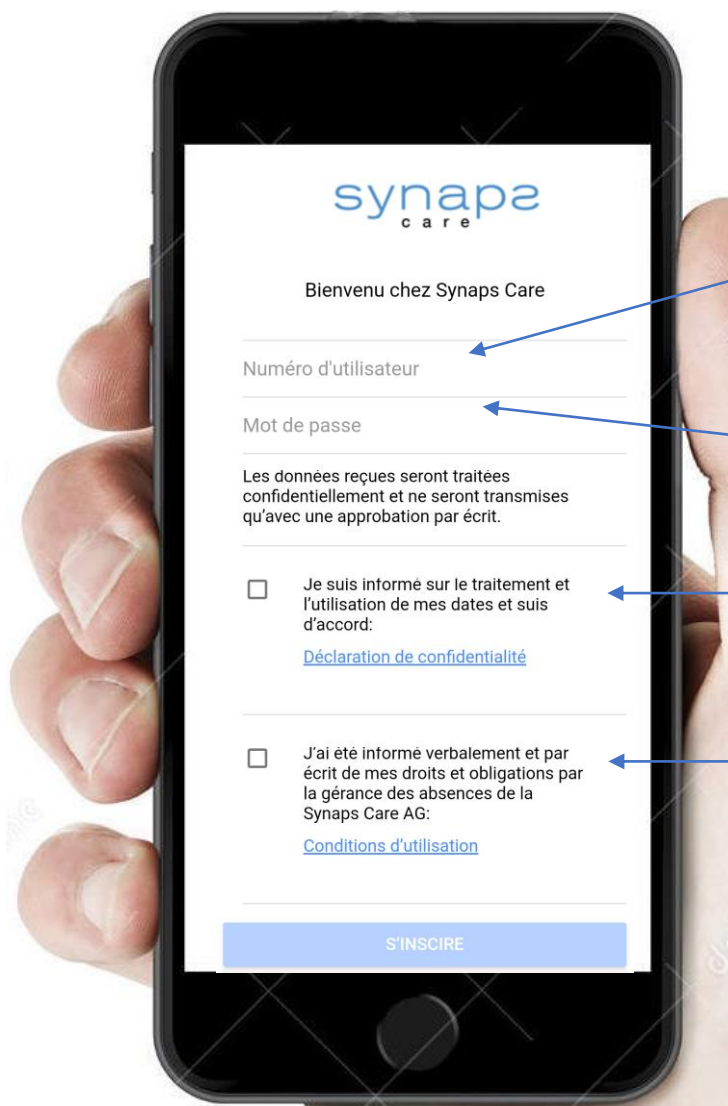 synaps
care
Bienvenu chez Synaps Care
Numéro d'utilisateur
Mot de passe
Les données reçues seront traitées
confidentiellement et ne seront transmises
qu'avec une approbation par écrit.
Je suis informé sur le traitement et
l'utilisation de mes dates et suis
d'accord:
Déclaration de confidentialité
J'ai été informé verbalement et par
écrit de mes droits et obligations par
la gérance des absences de la
Synaps Care AG:
Conditions d'utilisation
S'INSCIRE